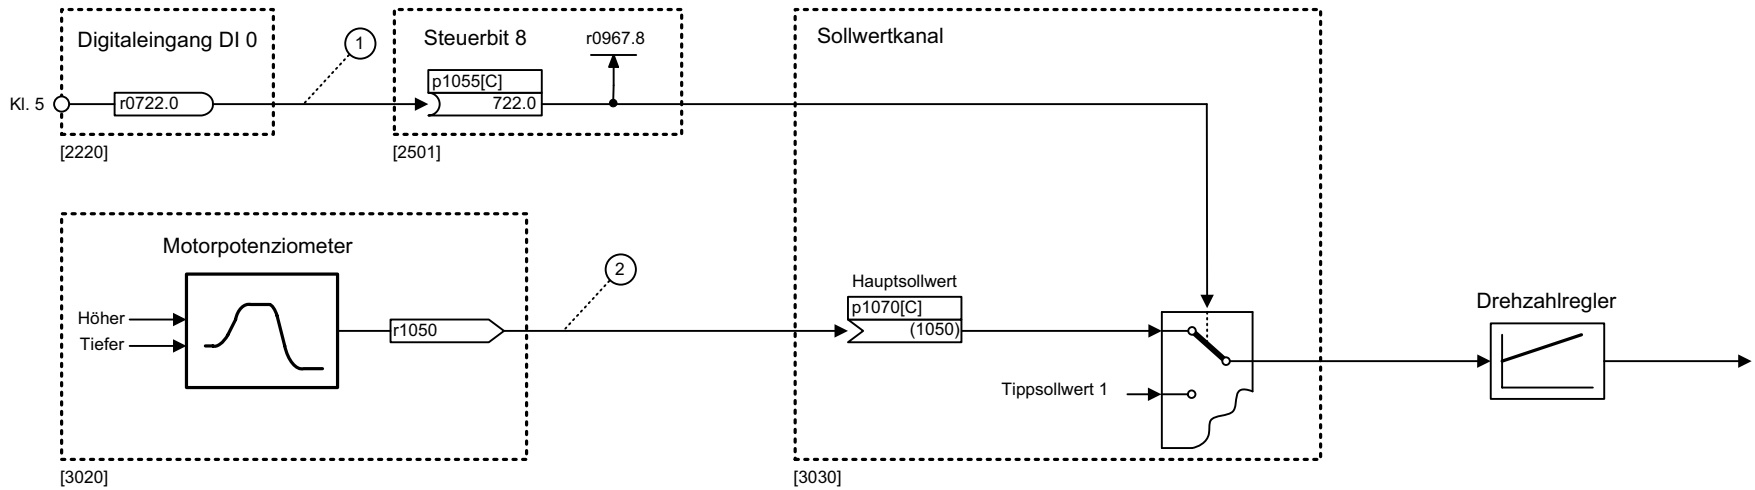 Digitaleingang DI 0
1
Steuerbit 8
r0967.8
Sollwertkanal
p1055[C]
Kl. 5
r0722.0
722.0
[2220]
[2501]
Motorpotenziometer
2
Hauptsollwert
p1070[C]
Drehzahlregler
Höher
Tiefer
r1050
(1050)
Tippsollwert 1
[3020]
[3030]